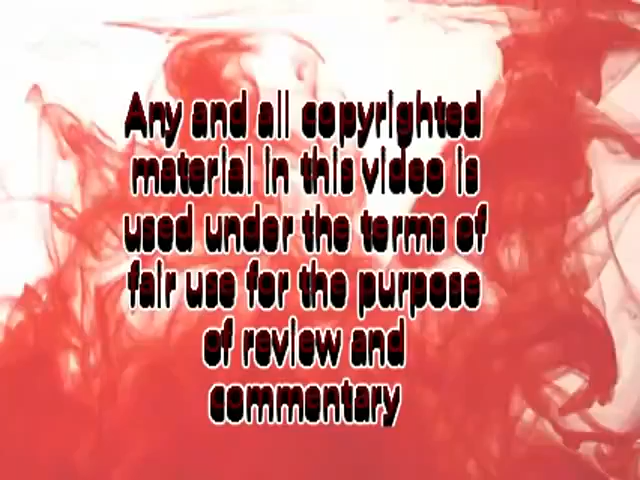 Any and all copyrighted
material in this video is
used under the terms of
fair use for the purpose
of review and
commentary